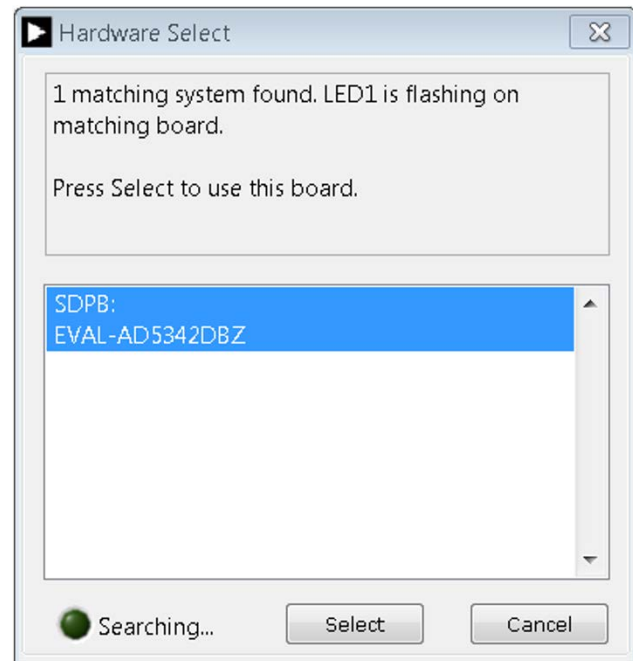 Hardware Select
1 matching system found. LED1 is flashing on
matching board.
Press Select to use this board.
SDPB:
EVAL-AD5342DBZ
Searching...
Select
Cancel